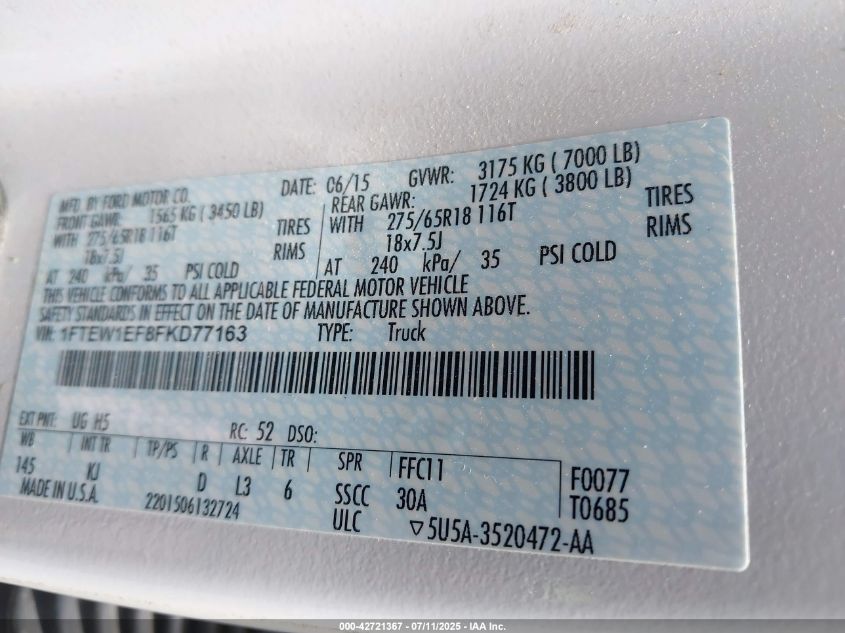 MFD. BY FORD MOTOR CO.
DATE: 06/15 GVWR: 3175 KG ( 7000 LB)
FRONT GAWR: 1565 KG ( 3450 LB) REAR GAWR: 1724 KG ( 3800 LB)
WITH 275/65R18 116T TIRES WITH 275/65R18 116T TIRES
18x7.5J RIMS 18x7.5J RIMS
AT 240 kPa/ 35 PSI COLD AT 240 kPa/ 35 PSI COLD
THIS VEHICLE CONFORMS TO ALL APPLICABLE FEDERAL MOTOR VEHICLE
SAFETY STANDARDS IN EFFECT ON THE DATE OF MANUFACTURE SHOWN ABOVE.
VIN: 1FTEW1EF8FKD77163 TYPE: Truck
EXT PNT: UG H5 RC: 52 DSO:
WB INT TR TP/PS R AXLE TR SPR FFC11 F0077
145 KJ D L3 6 SSCC 30A T0685
MADE IN U.S.A. 2201506132724 ULC ▽5U5A-3520472-AA
000-42721367 - 07/11/2025 - IAA Inc.